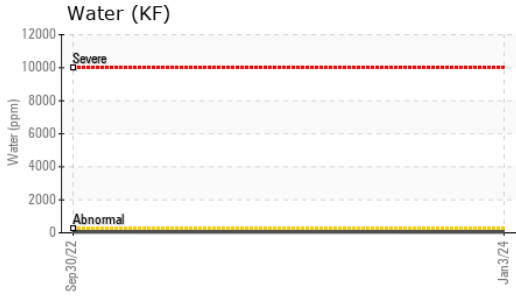 Water (KF)
12000
Severe
10000
8000
Water (ppm)
6000
4000
2000
Abnormal
0
Sep30/22
Jan3/24